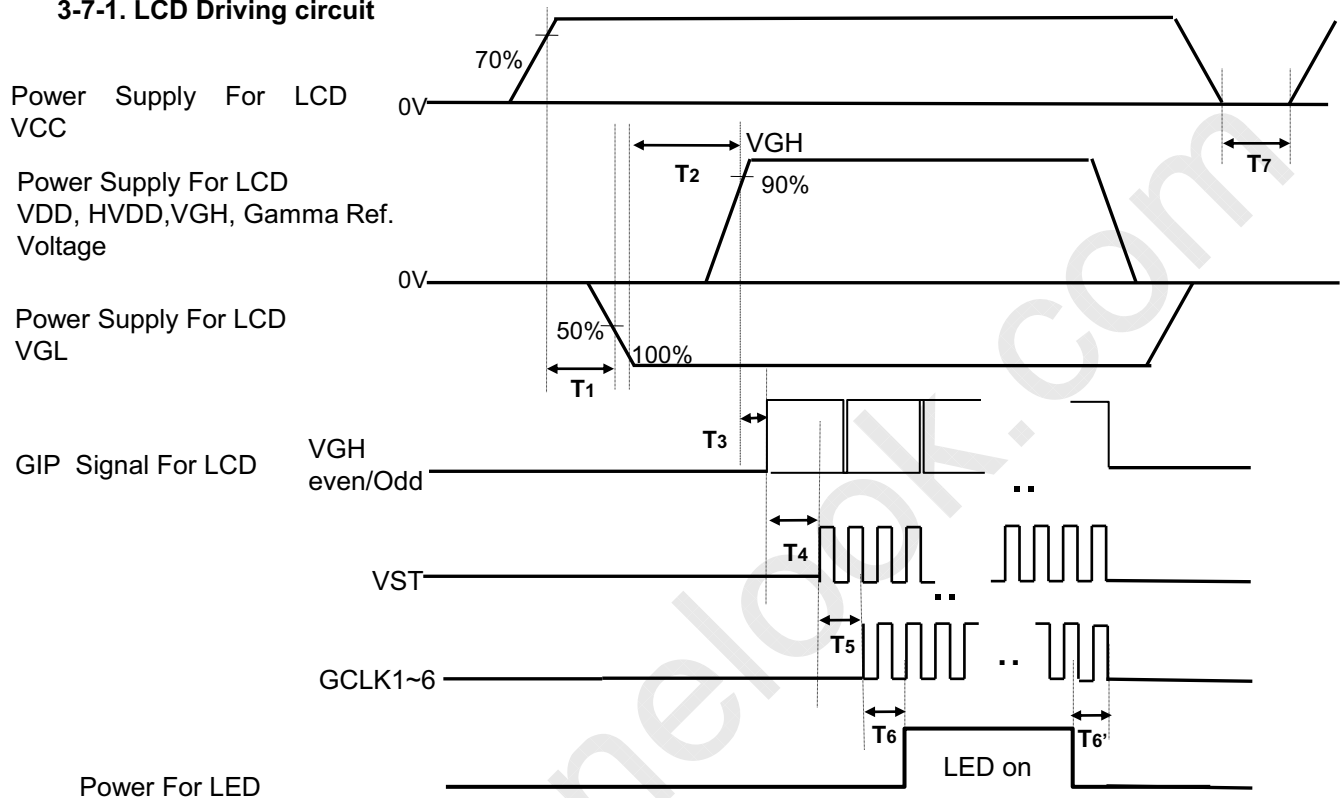 3-7-1. LCD Driving circuit
70%
Power Supply For LCD
VCC
0V
T7
VGH
T2
90%
Power Supply For LCD
VDD, HVDD,VGH, Gamma Ref.
Voltage
0V
Power Supply For LCD
VGL
50%
100%
T1
T3
GIP Signal For LCD
VGH
even/Odd
..
T4
VST
..
T5
GCLK1~6
..
T6
T6'
LED on
Power For LED
nelook.com